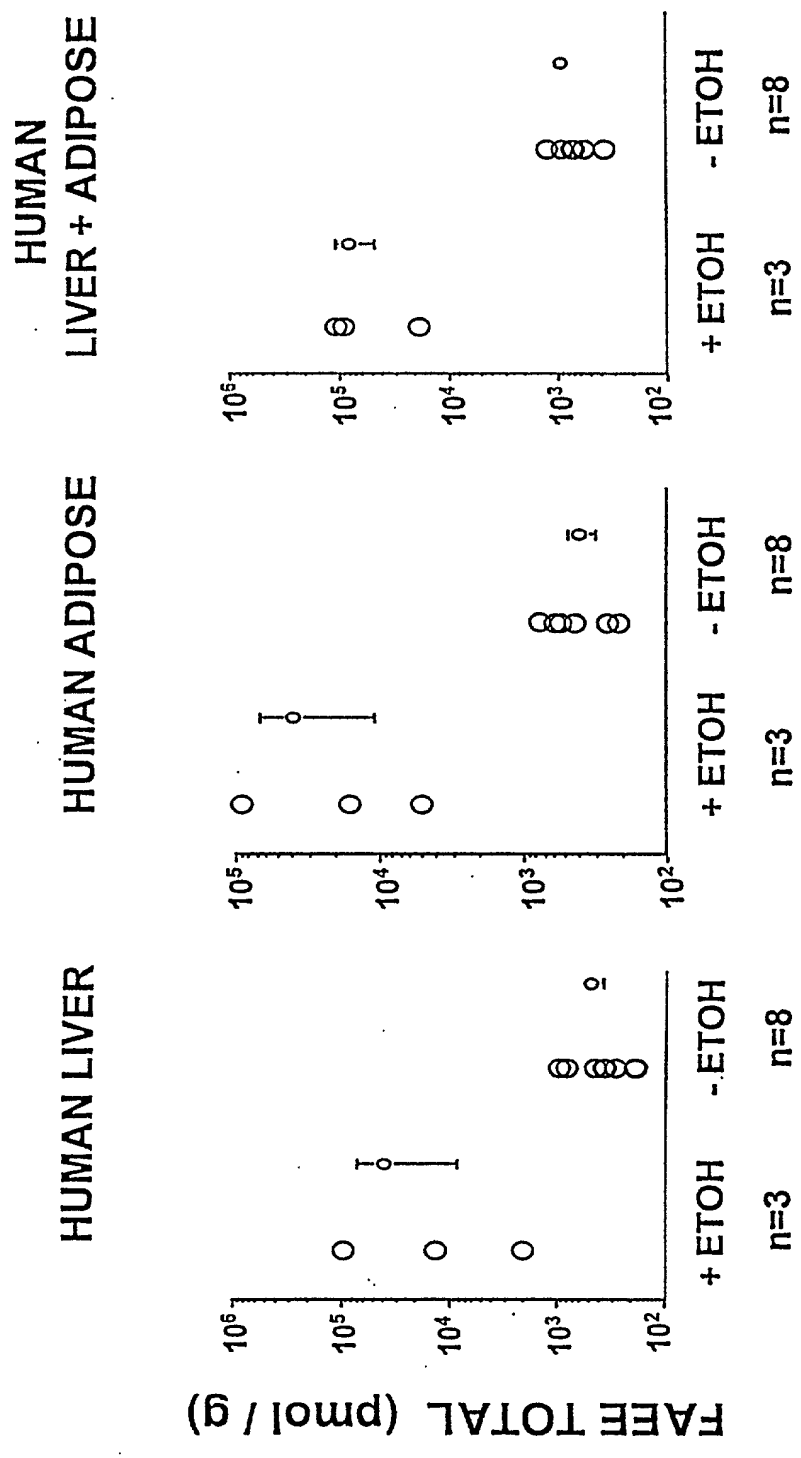 FAEE TOTAL (pmol / g)
HUMAN LIVER
10⁶
10⁵
10⁴
10³
10²
+ ETOH - ETOH
n=3 n=8
HUMAN ADIPOSE
10⁵
10⁴
10³
10²
+ ETOH - ETOH
n=3 n=8
HUMAN
LIVER + ADIPOSE
10⁶
10⁵
10⁴
10³
10²
+ ETOH - ETOH
n=3 n=8